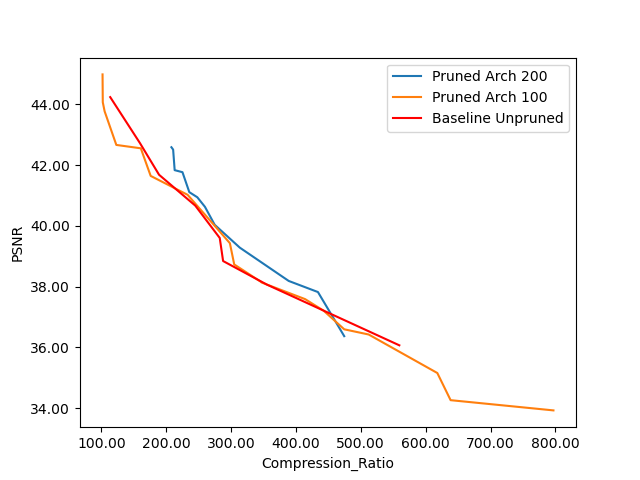 Pruned Arch 200
Pruned Arch 100
Baseline Unpruned
44.00
42.00
40.00
38.00
36.00
34.00
PSNR
100.00 200.00 300.00 400.00 500.00 600.00 700.00 800.00
Compression_Ratio